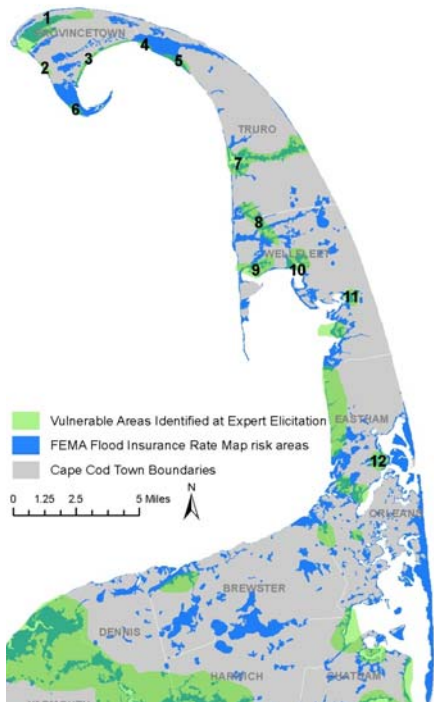 1
PROVINCETOWN
2
3
4
5
6
TRURO
7
8
WELLFLEET
9
10
11
Vulnerable Areas Identified at Expert Elicitation
FEMA Flood Insurance Rate Map risk areas
Cape Cod Town Boundaries
0 1.25 5 Miles
N
EASTHAM
12
ORLEANS
BREWSTER
DENNIS
HARWICH
CHATHAM
YARMOUTH